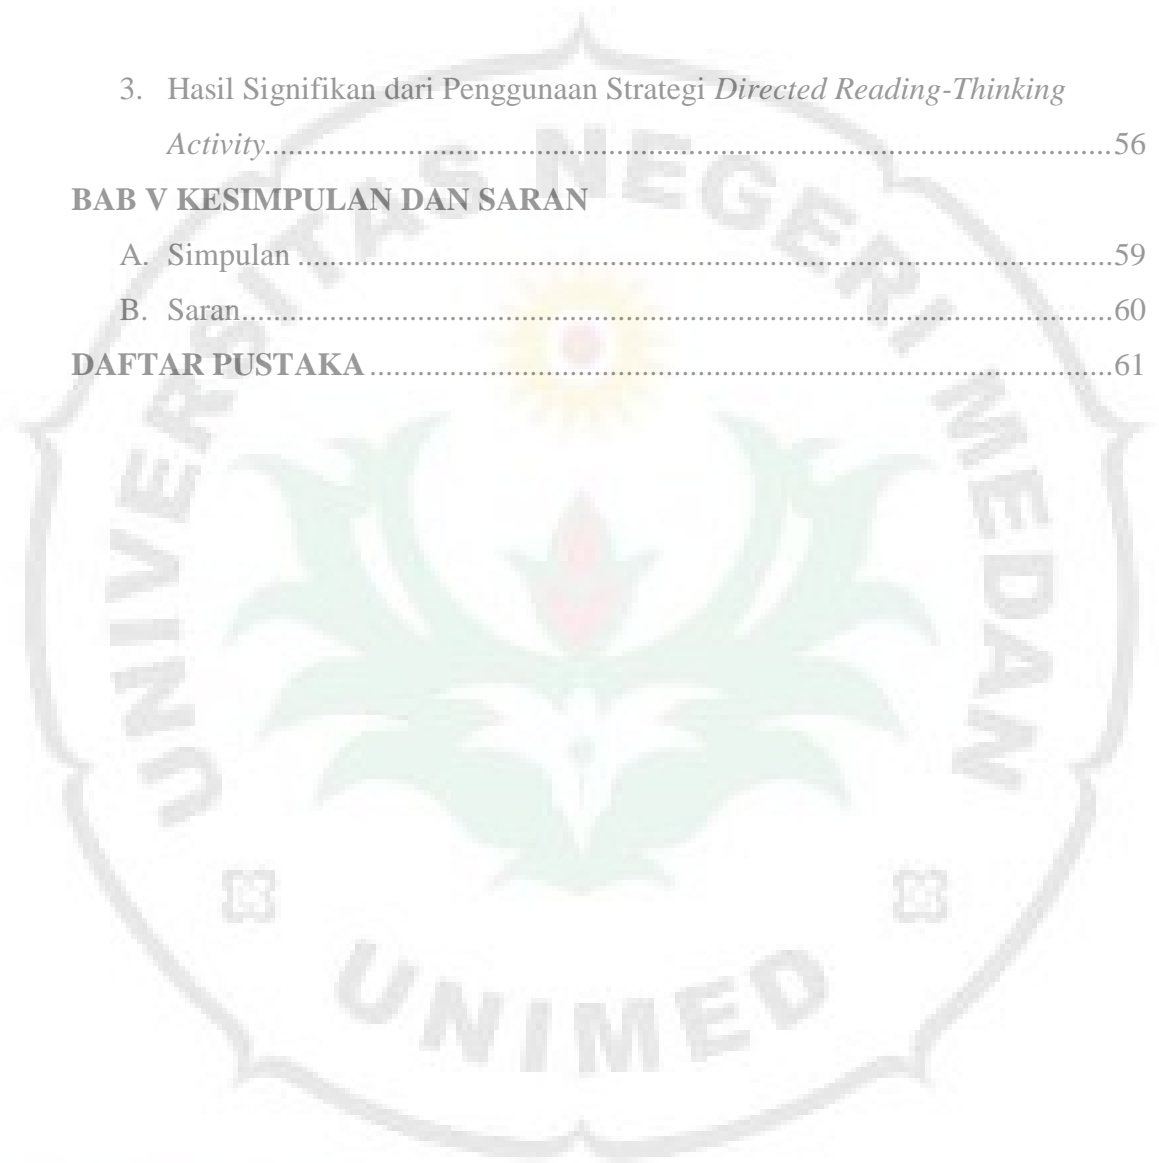 3. Hasil Signifikan dari Penggunaan Strategi Directed Reading-Thinking
Activity.......................................................................................................56
BAB V KESIMPULAN DAN SARAN
A. Simpulan .....................................................................................................59
B. Saran............................................................................................................60
DAFTAR PUSTAKA ............................................................................................61
UNIVERSITAS NEGERI MEDAN
UNIMED